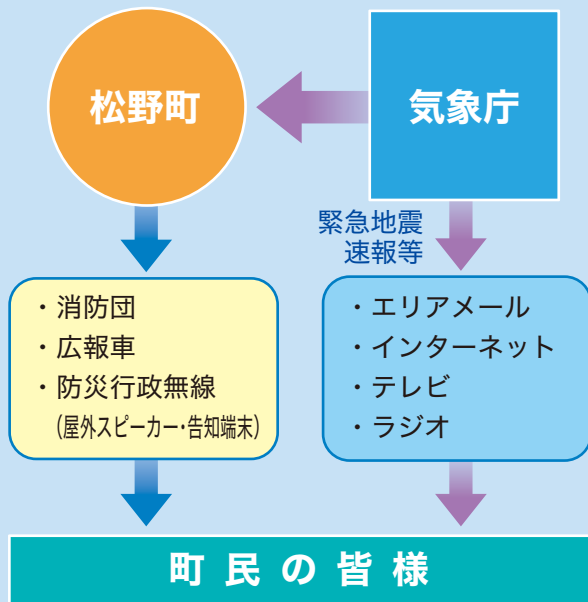 松野町
気象庁
緊急地震
速報等
・消防団
・広報車
・防災行政無線
(屋外スピーカー・告知端末)
・エリアメール
・インターネット
・テレビ
・ラジオ
町民の皆様